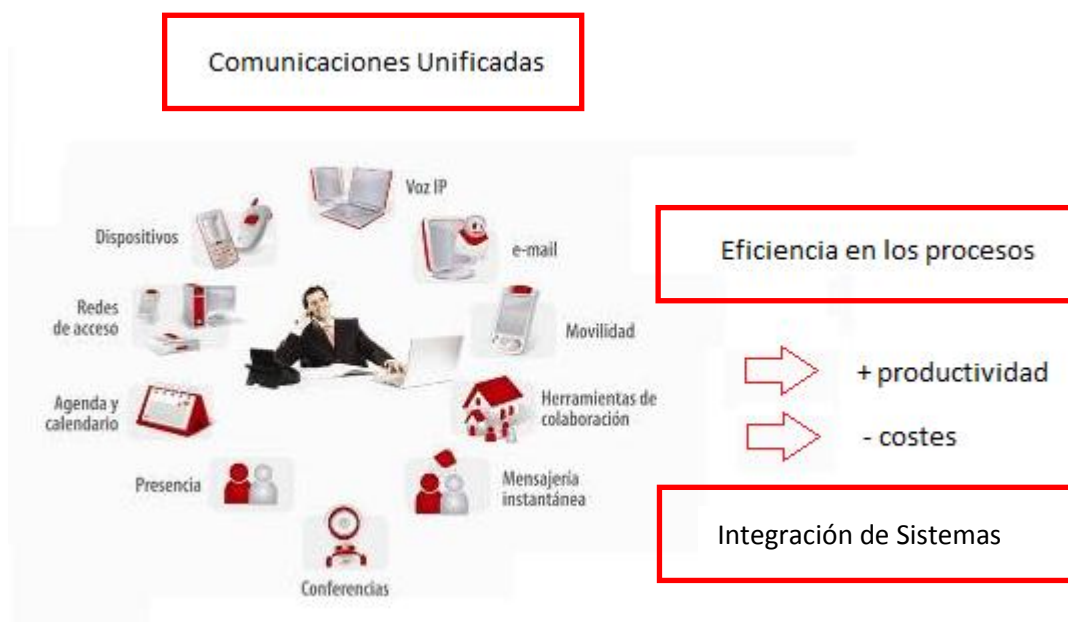 Comunicaciones Unificadas
Voz IP
Dispositivos
e-mail
Redes
de acceso
Movilidad
Agenda y
calendario
Herramientas de
colaboración
Presencia
Mensajería
instantánea
Conferencias
Eficiencia en los procesos
+ productividad
- costes
Integración de Sistemas